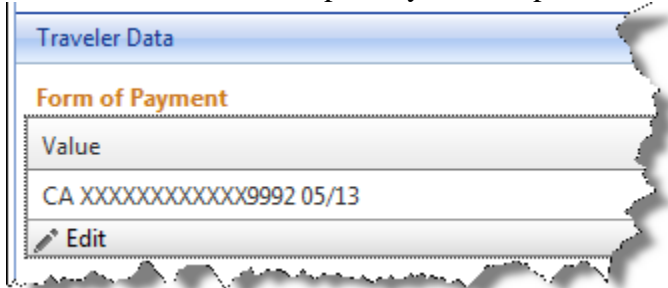 Traveler Data
Form of Payment
Value
CA XXXXXXXXXXXX9992 05/13
Edit